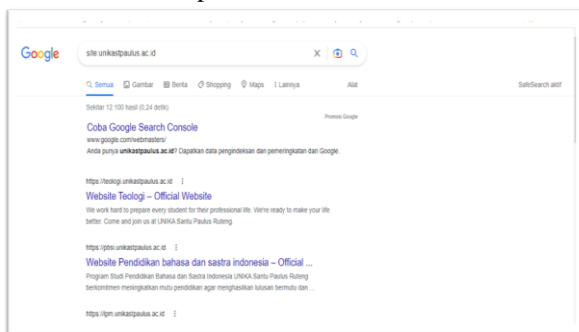 Google
site:unikastpaulus.ac.id
Semua Gambar Berita Shopping Maps Lainnya Alat SafeSearch aktif
Sekitar 12.100 hasil (0,24 detik)
Promosi Google
Coba Google Search Console
www.google.com/webmasters/
Anda punya unikastpaulus.ac.id? Dapatkan data pengindeksan dan pemeringkatan dari Google.
https://teologi.unikastpaulus.ac.id
Website Teologi – Official Website
We work hard to prepare every student for their professional life. We're ready to make your life
better. Come and join us at UNIKA Santu Paulus Ruteng.
https://pbsi.unikastpaulus.ac.id
Website Pendidikan bahasa dan sastra indonesia – Official ...
Program Studi Pendidikan Bahasa dan Sastra Indonesia UNIKA Santu Paulus Ruteng
berkomitmen meningkatkan mutu pendidikan agar menghasilkan lulusan bermutu dan ...
https://lpm.unikastpaulus.ac.id